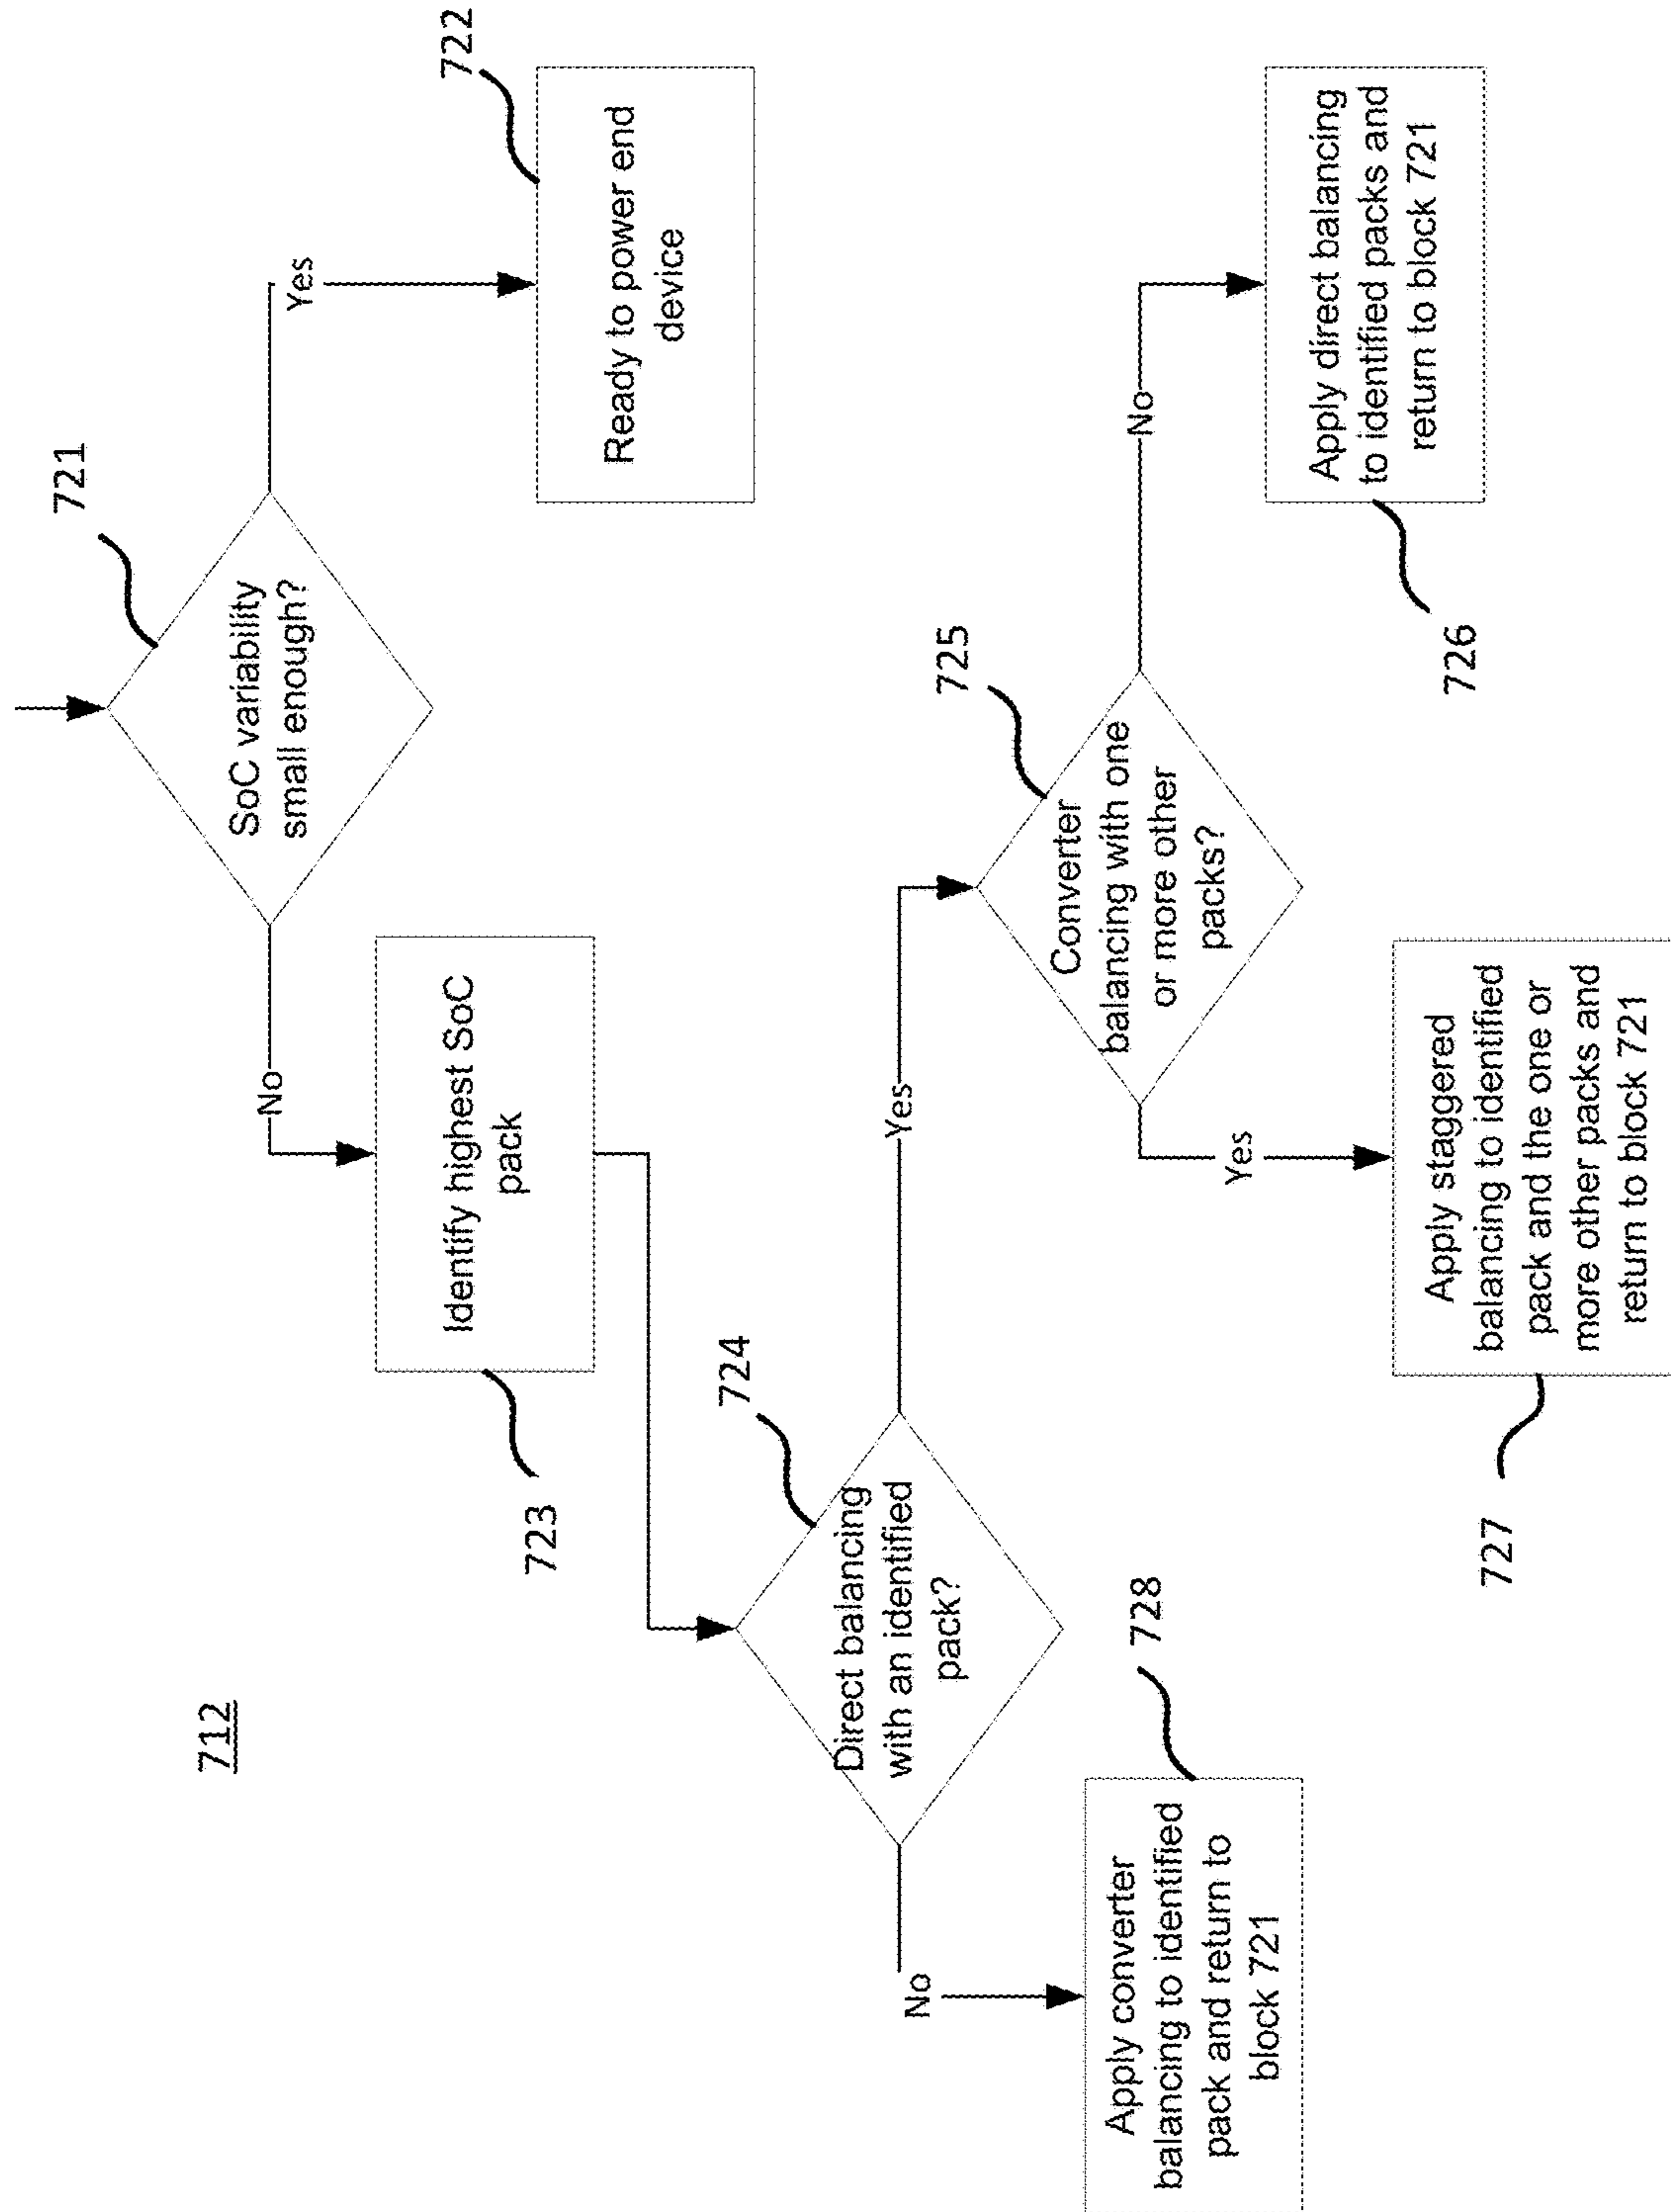 712
721
SoC variability
small enough?
Yes
722
Ready to power end
device
No
Identify highest SoC
pack
723
724
Direct balancing
with an identified
pack?
Yes
725
Converter
balancing with one
or more other
packs?
No
Apply direct balancing
to identified packs and
return to block 721
726
Yes
Apply staggered
balancing to identified
pack and the one or
more other packs and
return to block 721
727
No
728
Apply converter
balancing to identified
pack and return to
block 721